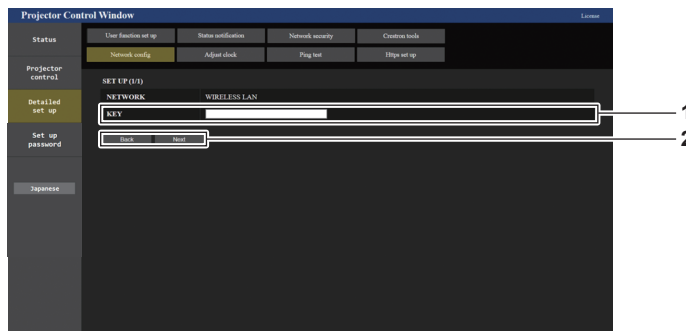 Projector Control Window License
Status
User function set up Status notification Network security Crestron tools
Network config Adjust clock Ping test Https set up
Projector
control
SET UP (1/1)
NETWORK WIRELESS LAN
Detailed
set up
KEY
1
Set up
password
Back Next
2
Japanese